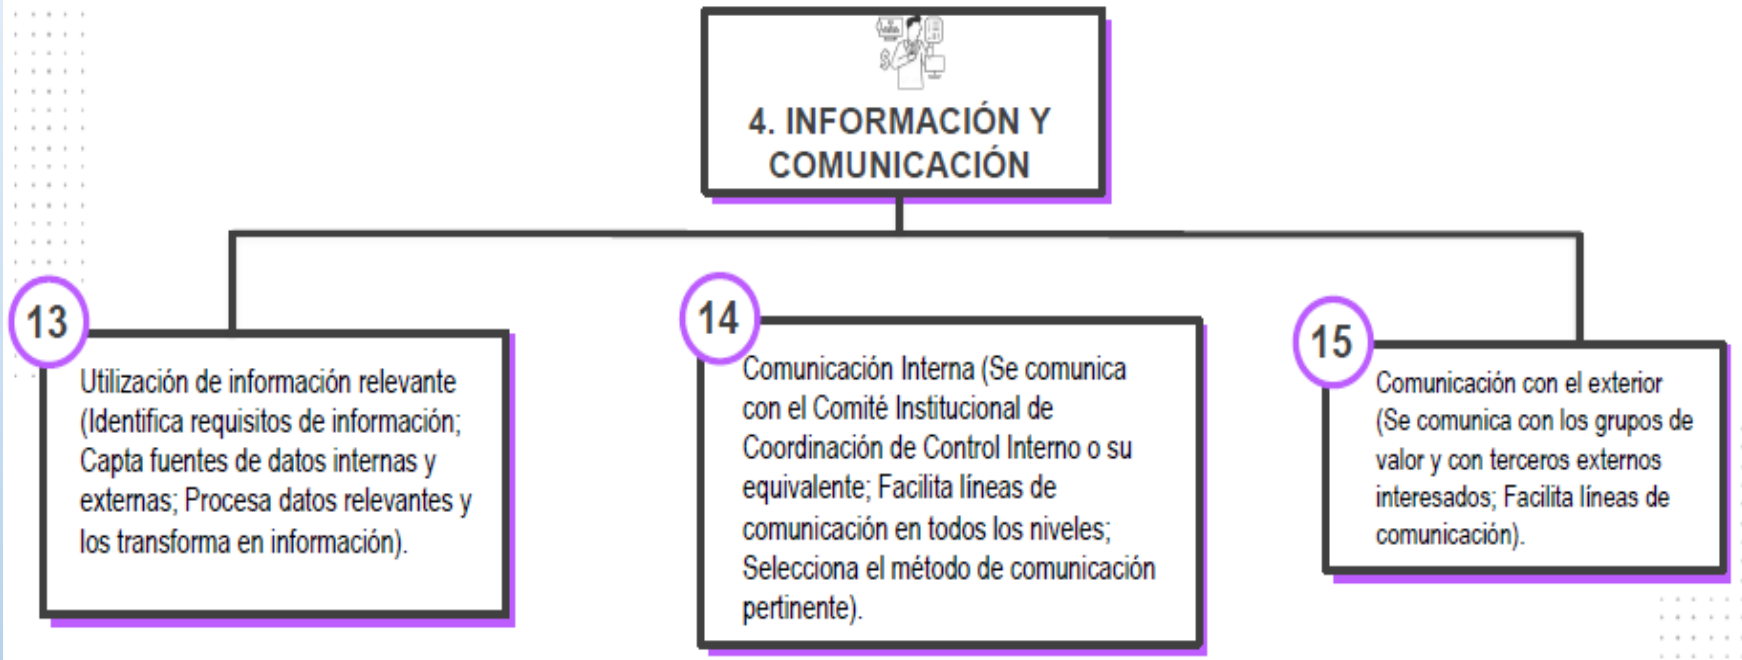 4. INFORMACIÓN Y
COMUNICACIÓN
13
Utilización de información relevante
(Identifica requisitos de información;
Capta fuentes de datos internas y
externas; Procesa datos relevantes y
los transforma en información).
14
Comunicación Interna (Se comunica
con el Comité Institucional de
Coordinación de Control Interno o su
equivalente; Facilita líneas de
comunicación en todos los niveles;
Selecciona el método de comunicación
pertinente).
15
Comunicación con el exterior
(Se comunica con los grupos de
valor y con terceros externos
interesados; Facilita líneas de
comunicación).